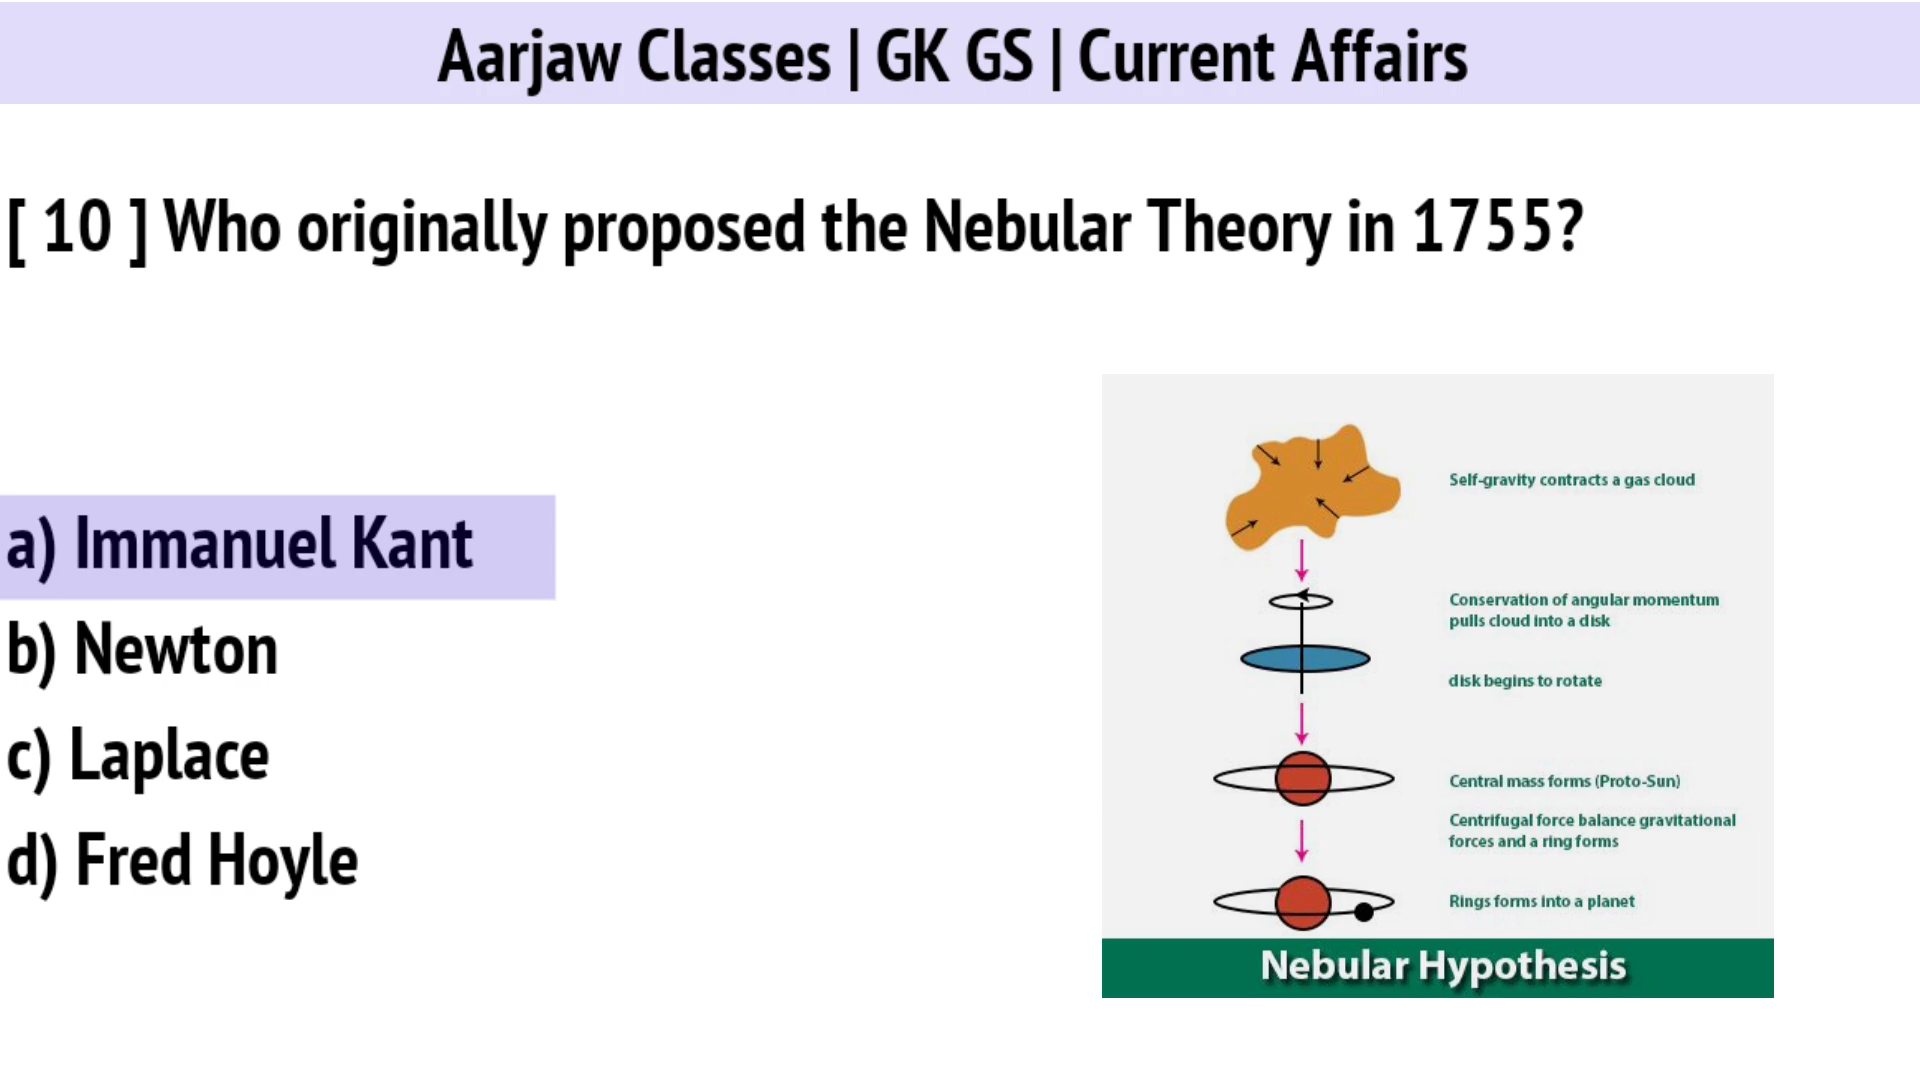 Aarjaw Classes | GK GS | Current Affairs
[ 10 ] Who originally proposed the Nebular Theory in 1755?
a) Immanuel Kant
b) Newton
c) Laplace
d) Fred Hoyle
Self-gravity contracts a gas cloud
Conservation of angular momentum
pulls cloud into a disk
disk begins to rotate
Central mass forms (Proto-Sun)
Centrifugal force balance gravitational
forces and a ring forms
Rings forms into a planet
Nebular Hypothesis